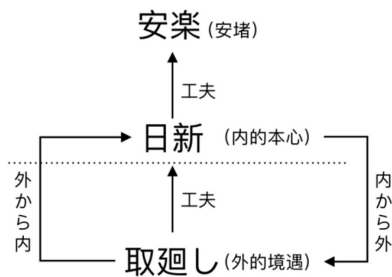 安楽(安堵)
工夫
日新(内的本心)
外から内
内から外
工夫
取廻し(外的境遇)